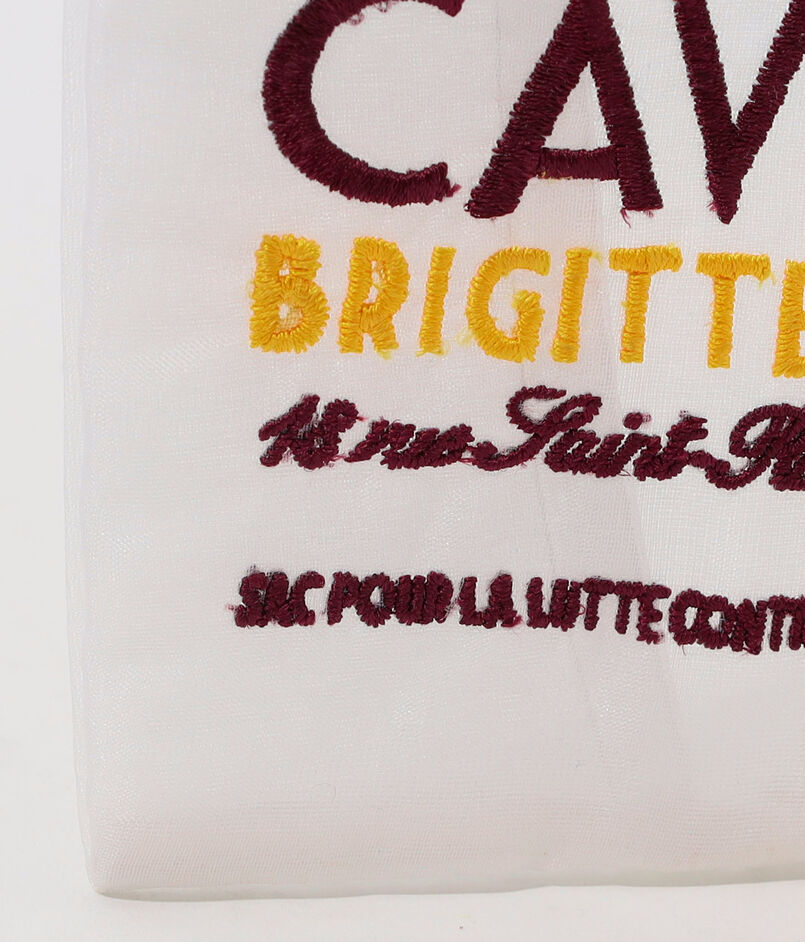 CAV
BRIGITTE
18 rue Saint-R
SAC POUR LA LUTTE CONT